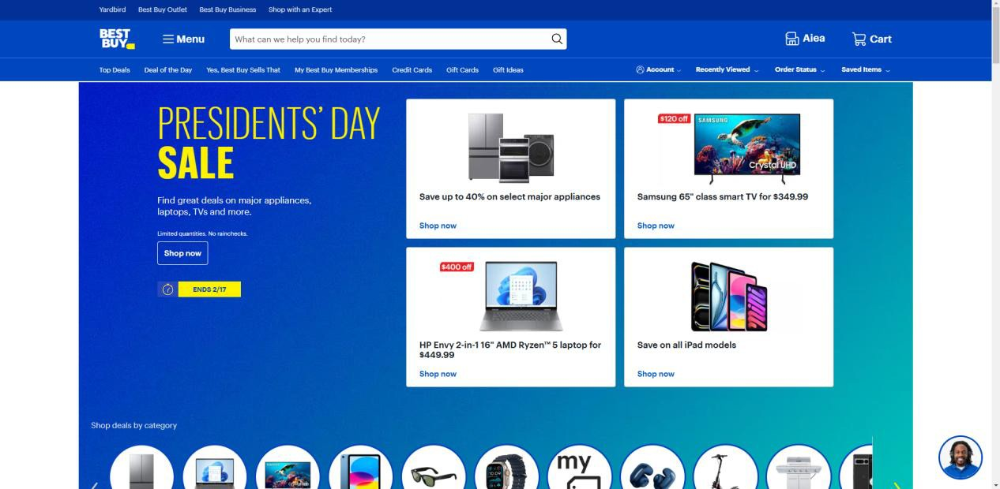 Yardbird Best Buy Outlet Best Buy Business Shop with an Expert
BEST
BUY
Menu
What can we help you find today?
Aiea
Cart
Top Deals Deal of the Day Yes, Best Buy Sells That My Best Buy Memberships Credit Cards Gift Cards Gift Ideas
Account Recently Viewed Order Status Saved Items
PRESIDENTS' DAY
SALE
Find great deals on major appliances,
laptops, TVs and more.
Limited quantities. No rainchecks.
Shop now
ENDS 2/17
Save up to 40% on select major appliances
Shop now
$120 off
SAMSUNG
Crystal UHD
Samsung 65" class smart TV for $349.99
Shop now
$400 off
HP Envy 2-in-1 16" AMD Ryzen™ 5 laptop for
$449.99
Shop now
Save on all iPad models
Shop now
Shop deals by category
my